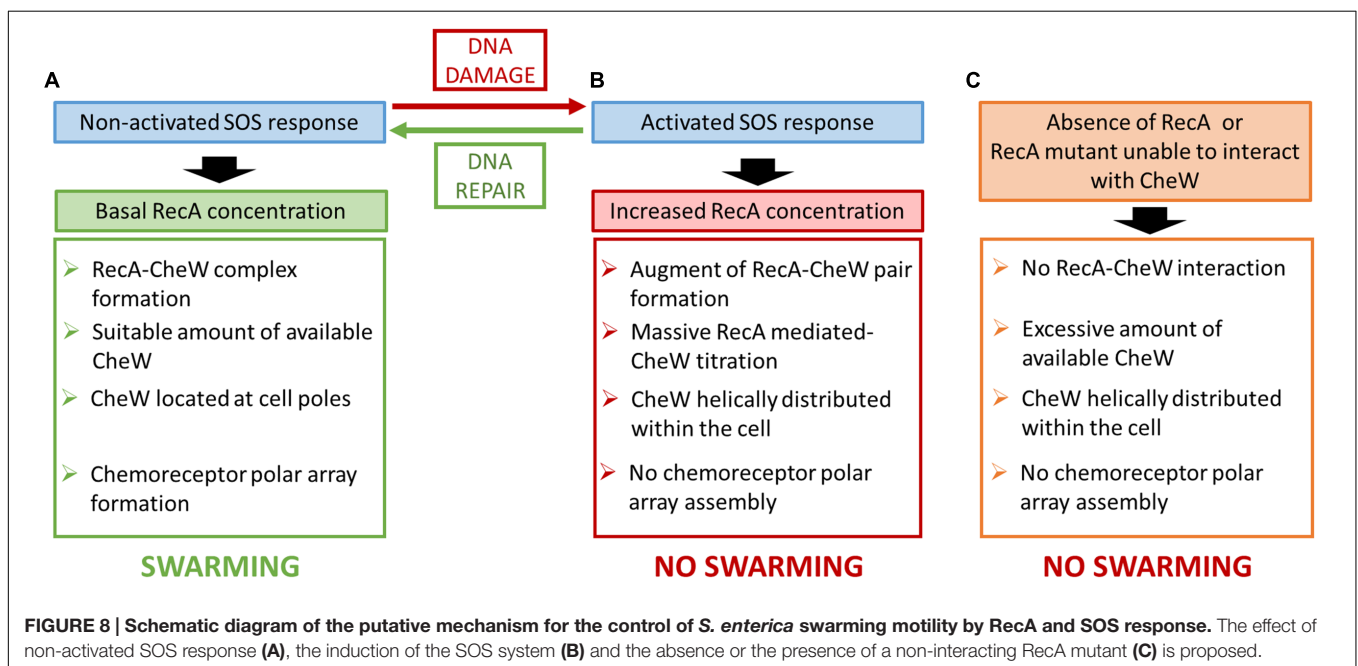 A
Non-activated SOS response
Basal RecA concentration
➢ RecA-CheW complex
formation
➢ Suitable amount of available
CheW
➢ CheW located at cell poles
➢ Chemoreceptor polar array
formation
SWARMING
DNA
DAMAGE
DNA
REPAIR
B
Activated SOS response
Increased RecA concentration
➢ Augment of RecA-CheW pair
formation
➢ Massive RecA mediated-
CheW titration
➢ CheW helically distributed
within the cell
➢ No chemoreceptor polar
array assembly
NO SWARMING
C
Absence of RecA or
RecA mutant unable to interact
with CheW
➢ No RecA-CheW interaction
➢ Excessive amount of
available CheW
➢ CheW helically distributed
within the cell
➢ No chemoreceptor polar
array assembly
NO SWARMING
FIGURE 8 | Schematic diagram of the putative mechanism for the control of S. enterica swarming motility by RecA and SOS response. The effect of
non-activated SOS response (A), the induction of the SOS system (B) and the absence or the presence of a non-interacting RecA mutant (C) is proposed.